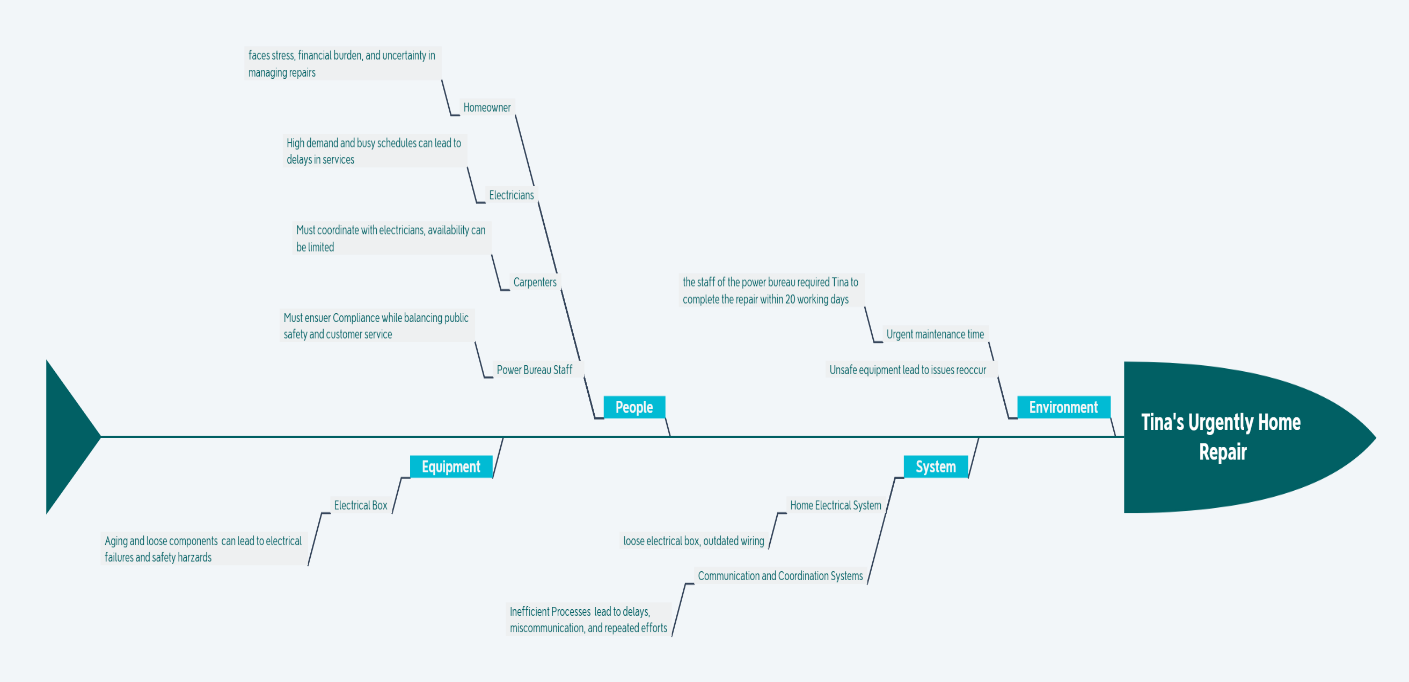 faces stress, financial burden, and uncertainty in
managing repairs
Homeowner
High demand and busy schedules can lead to
delays in services
Electricians
Must coordinate with electricians, availability can
be limited
Carpenters
Must ensuer Compliance while balancing public
safety and customer service
Power Bureau Staff
People
the staff of the power bureau required Tina to
complete the repair within 20 working days
Urgent maintenance time
Unsafe equipment lead to issues reoccur
Environment
Tina's Urgently Home
Repair
Equipment
Electrical Box
Aging and loose components can lead to electrical
failures and safety harzards
System
Home Electrical System
loose electrical box, outdated wiring
Communication and Coordination Systems
Inefficient Processes lead to delays,
miscommunication, and repeated efforts